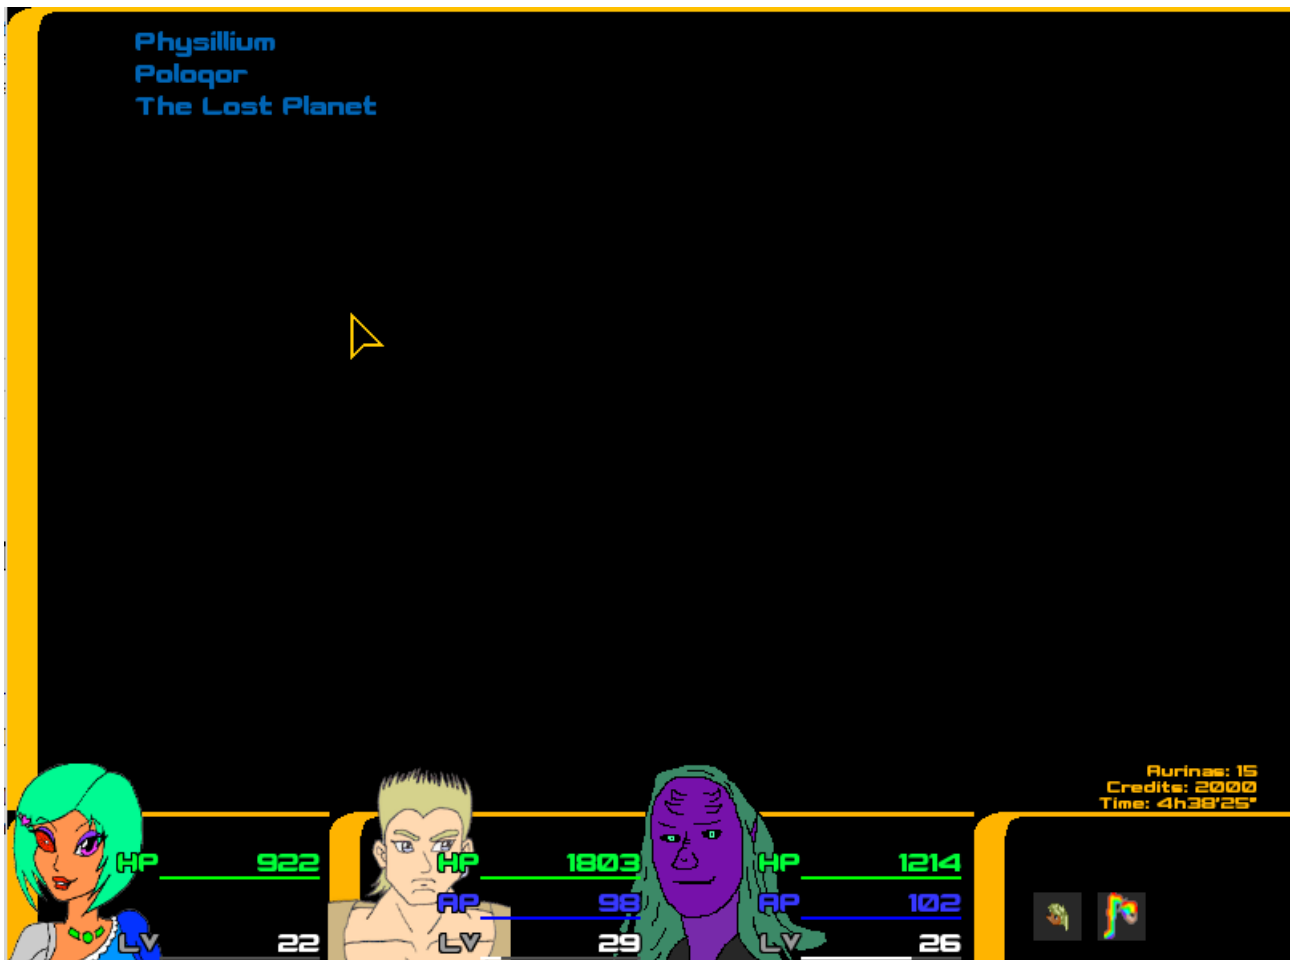 Physillium
Poloqor
The Lost Planet
Aurinas: 15
Credits: 2000
Time: 4h38'25"
HP 922
HP 1803
HP 1214
AP 98
AP 102
LV 22
LV 29
LV 26